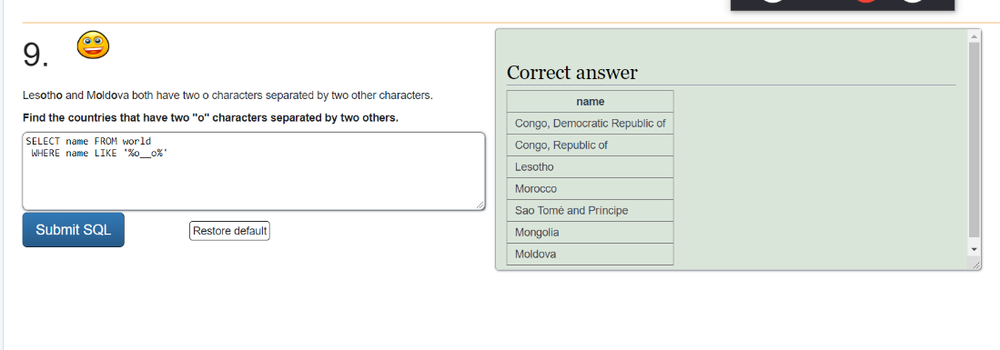 9.
Lesotho and Moldova both have two o characters separated by two other characters.
Find the countries that have two "o" characters separated by two others.
SELECT name FROM world
WHERE name LIKE '%o__o%'
Submit SQL
Restore default
Correct answer
name
Congo, Democratic Republic of
Congo, Republic of
Lesotho
Morocco
Sao Tomé and Príncipe
Mongolia
Moldova